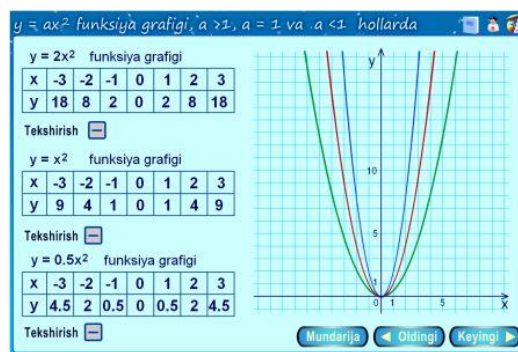 y = ax² funksiya grafigi, a >1, a = 1 va a <1 hollarda
y = 2x² funksiya grafigi
x -3 -2 -1 0 1 2 3
y 18 8 2 0 2 8 18
Tekshirish
y = x² funksiya grafigi
x -3 -2 -1 0 1 2 3
y 9 4 1 0 1 4 9
Tekshirish
y = 0.5x² funksiya grafigi
x -3 -2 -1 0 1 2 3
y 4.5 2 0.5 0 0.5 2 4.5
Tekshirish
y
10
5
1
0 1 5 x
Mundarija Oldingi Keyingi